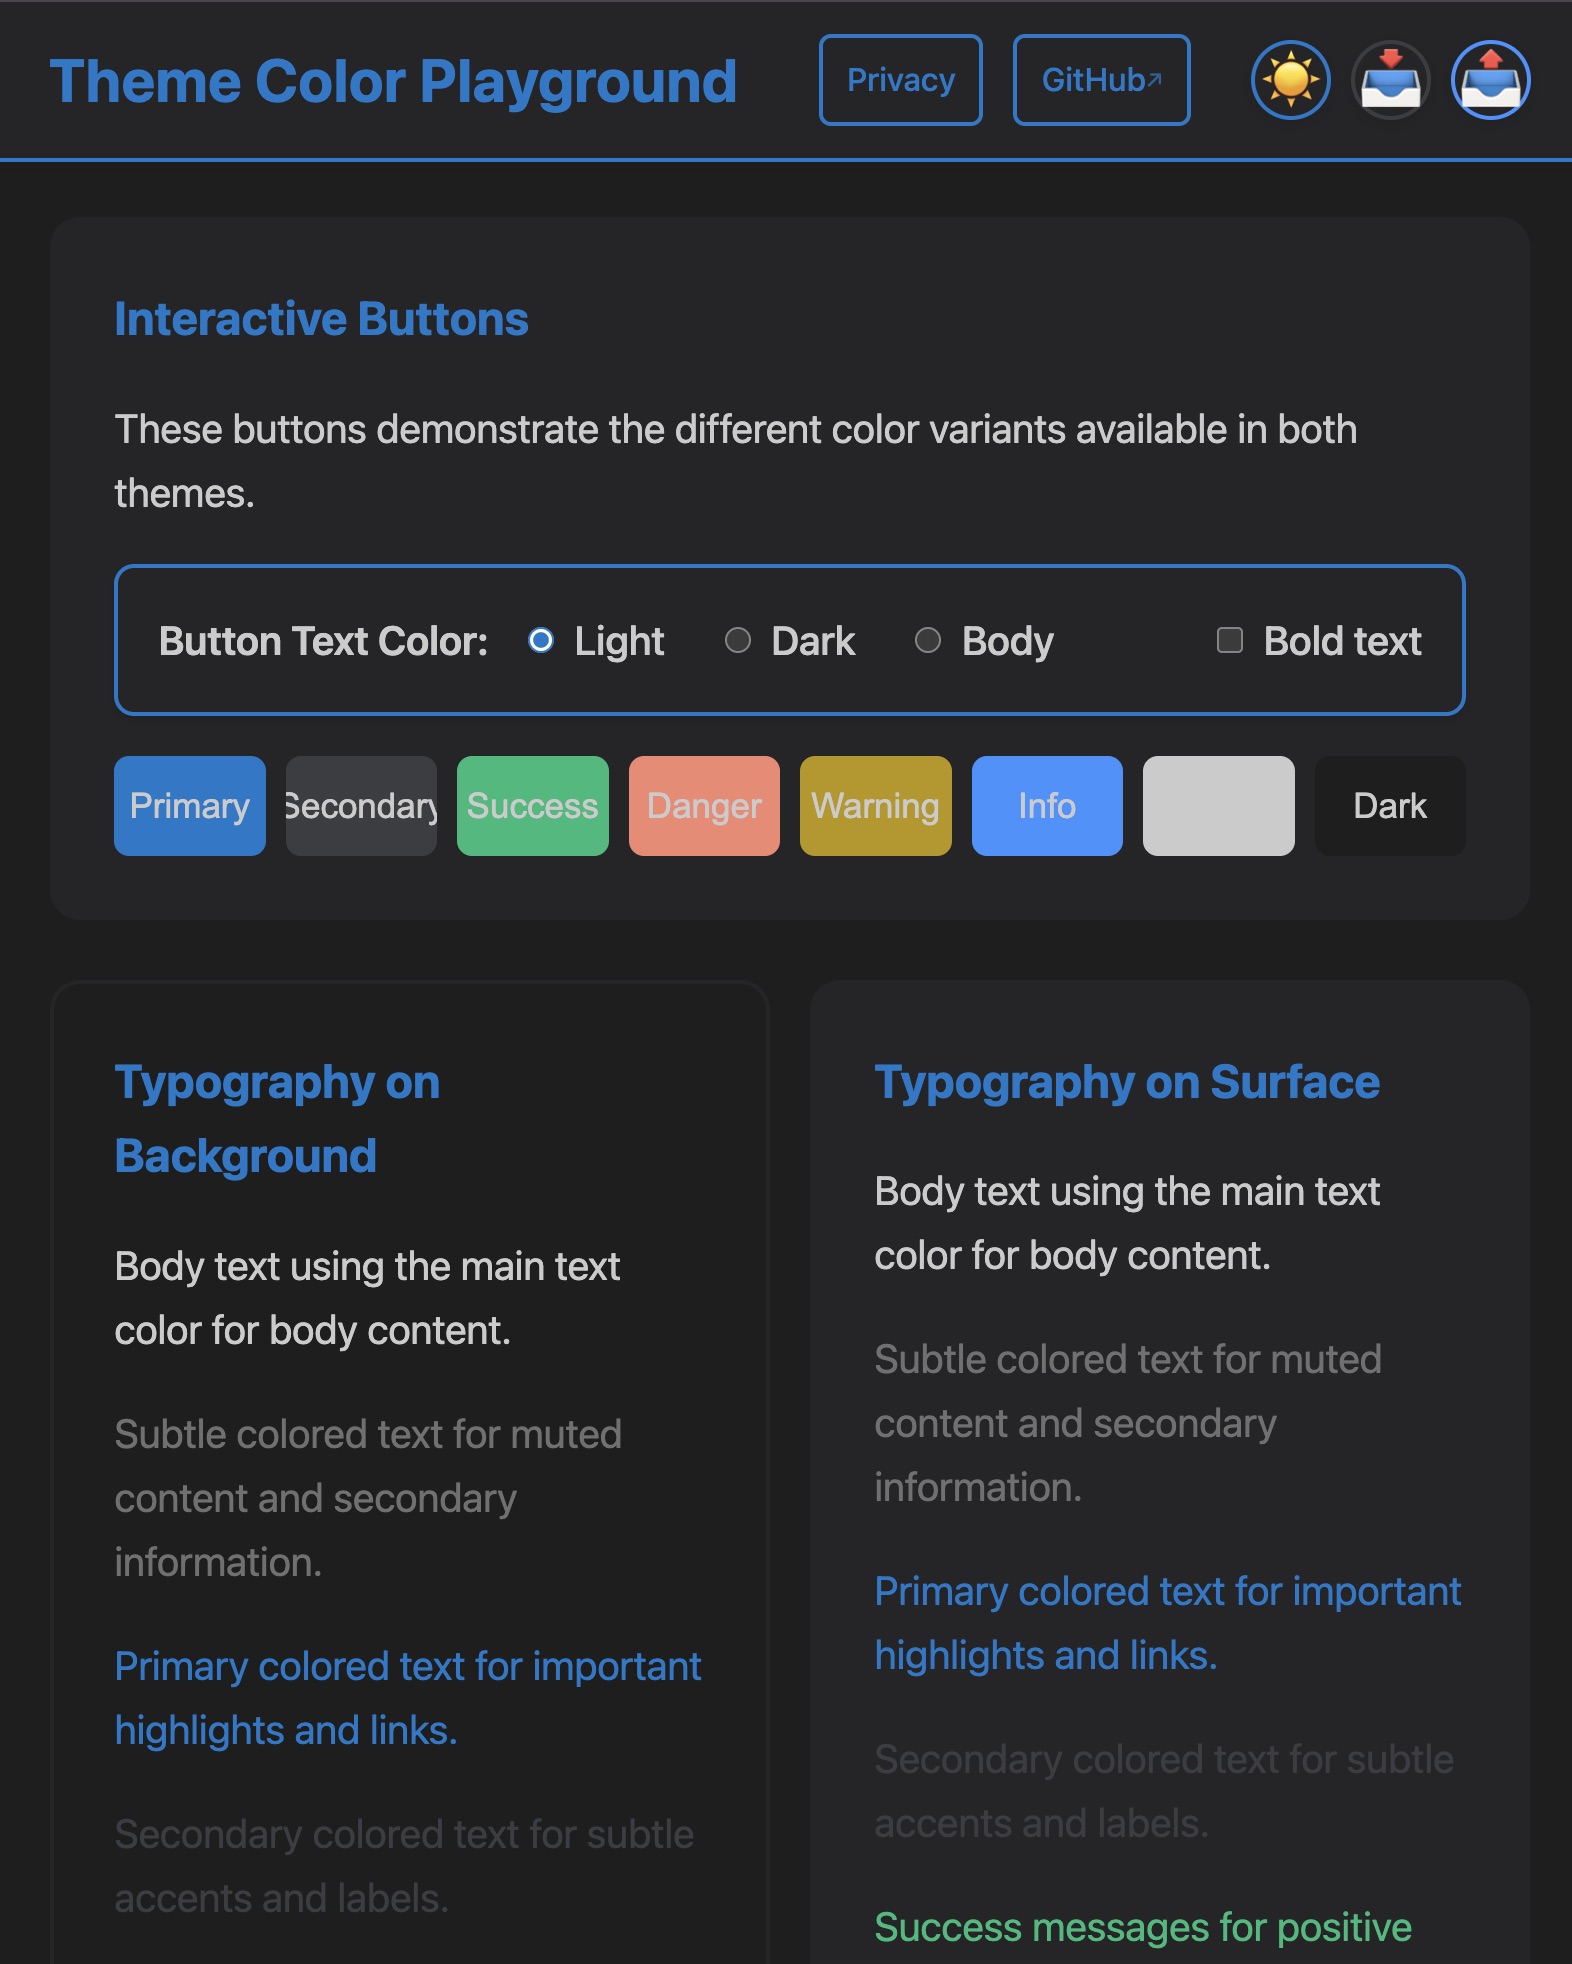 Theme Color Playground
Privacy
GitHub↗
Interactive Buttons
These buttons demonstrate the different color variants available in both
themes.
Button Text Color:
Light
Dark
Body
Bold text
Primary
Secondary
Success
Danger
Warning
Info
Dark
Typography on
Background
Body text using the main text
color for body content.
Subtle colored text for muted
content and secondary
information.
Primary colored text for important
highlights and links.
Secondary colored text for subtle
accents and labels.
Typography on Surface
Body text using the main text
color for body content.
Subtle colored text for muted
content and secondary
information.
Primary colored text for important
highlights and links.
Secondary colored text for subtle
accents and labels.
Success messages for positive